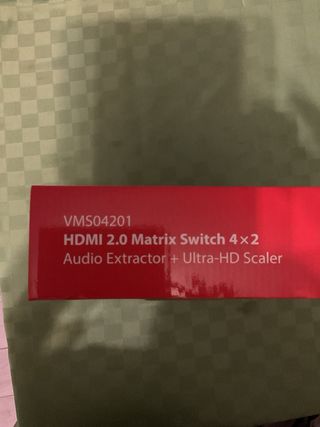 VMS04201
HDMI 2.0 Matrix Switch 4×2
Audio Extractor + Ultra-HD Scaler